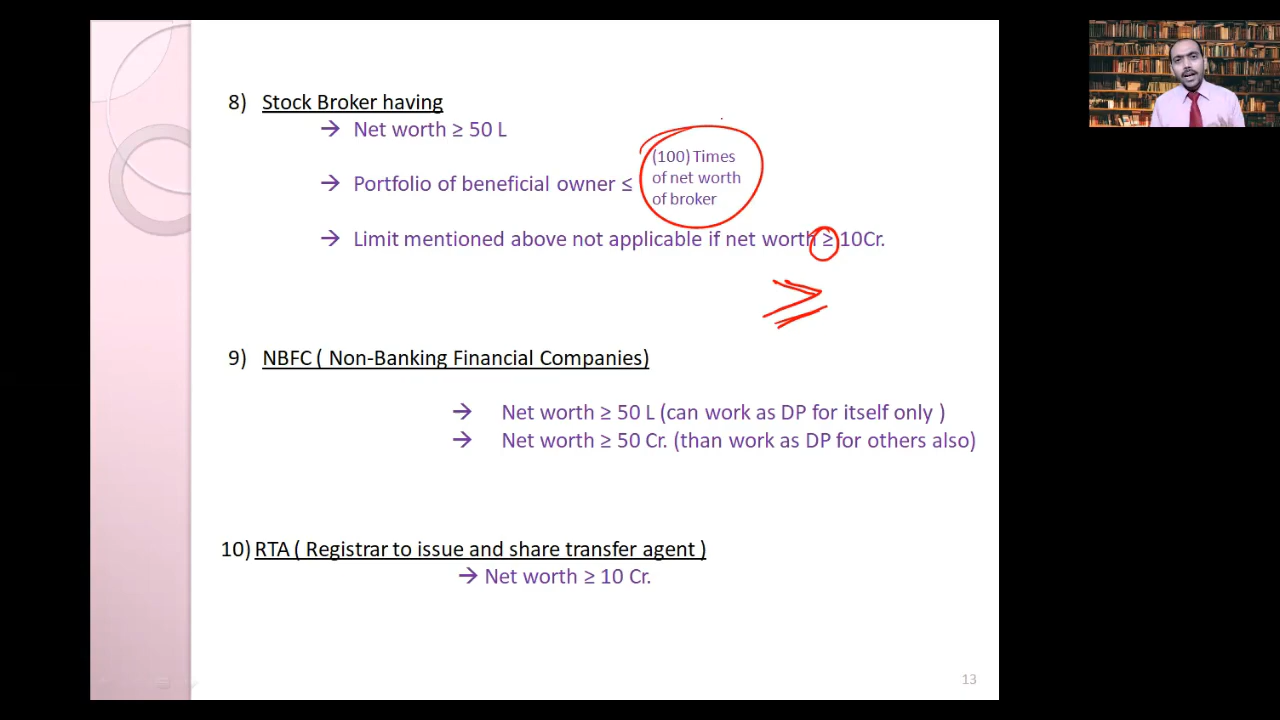 8) Stock Broker having
→ Net worth ≥ 50 L
(100) Times
of net worth
of broker
→ Portfolio of beneficial owner ≤
→ Limit mentioned above not applicable if net worth ≥ 10Cr.
≥
9) NBFC ( Non-Banking Financial Companies)
→ Net worth ≥ 50 L (can work as DP for itself only )
→ Net worth ≥ 50 Cr. (than work as DP for others also)
10) RTA ( Registrar to issue and share transfer agent )
→ Net worth ≥ 10 Cr.
13